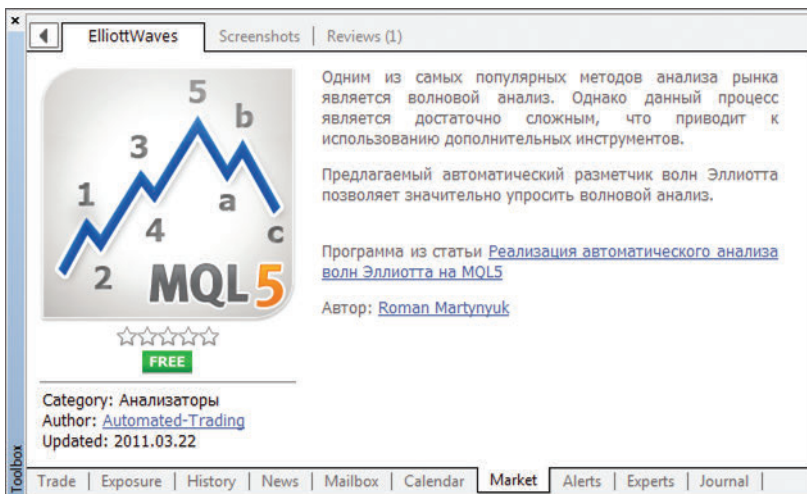 ElliottWaves | Screenshots | Reviews (1)
5
b
3
1
a
4
c
2
MQL5
FREE
Category: Анализаторы
Author: Automated-Trading
Updated: 2011.03.22
Одним из самых популярных методов анализа рынка
является волновой анализ. Однако данный процесс
является достаточно сложным, что приводит к
использованию дополнительных инструментов.
Предлагаемый автоматический разметчик волн Эллиотта
позволяет значительно упросить волновой анализ.
Программа из статьи Реализация автоматического анализа
волн Эллиотта на MQL5
Автор: Roman Martynyuk
Toolbox
Trade | Exposure | History | News | Mailbox | Calendar | Market | Alerts | Experts | Journal |